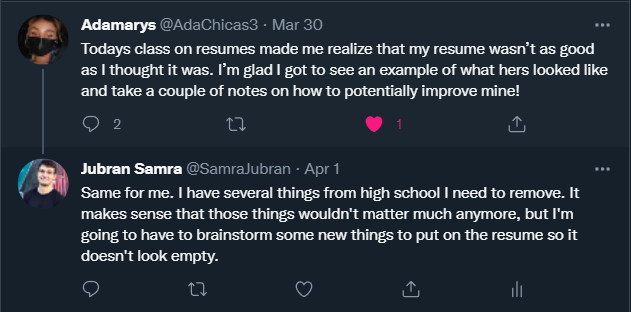 Adamarys @AdaChicas3 · Mar 30
Todays class on resumes made me realize that my resume wasn't as good
as I thought it was. I'm glad I got to see an example of what hers looked like
and take a couple of notes on how to potentially improve mine!
2 1
Jubran Samra @SamraJubran · Apr 1
Same for me. I have several things from high school I need to remove. It
makes sense that those things wouldn't matter much anymore, but I'm
going to have to brainstorm some new things to put on the resume so it
doesn't look empty.